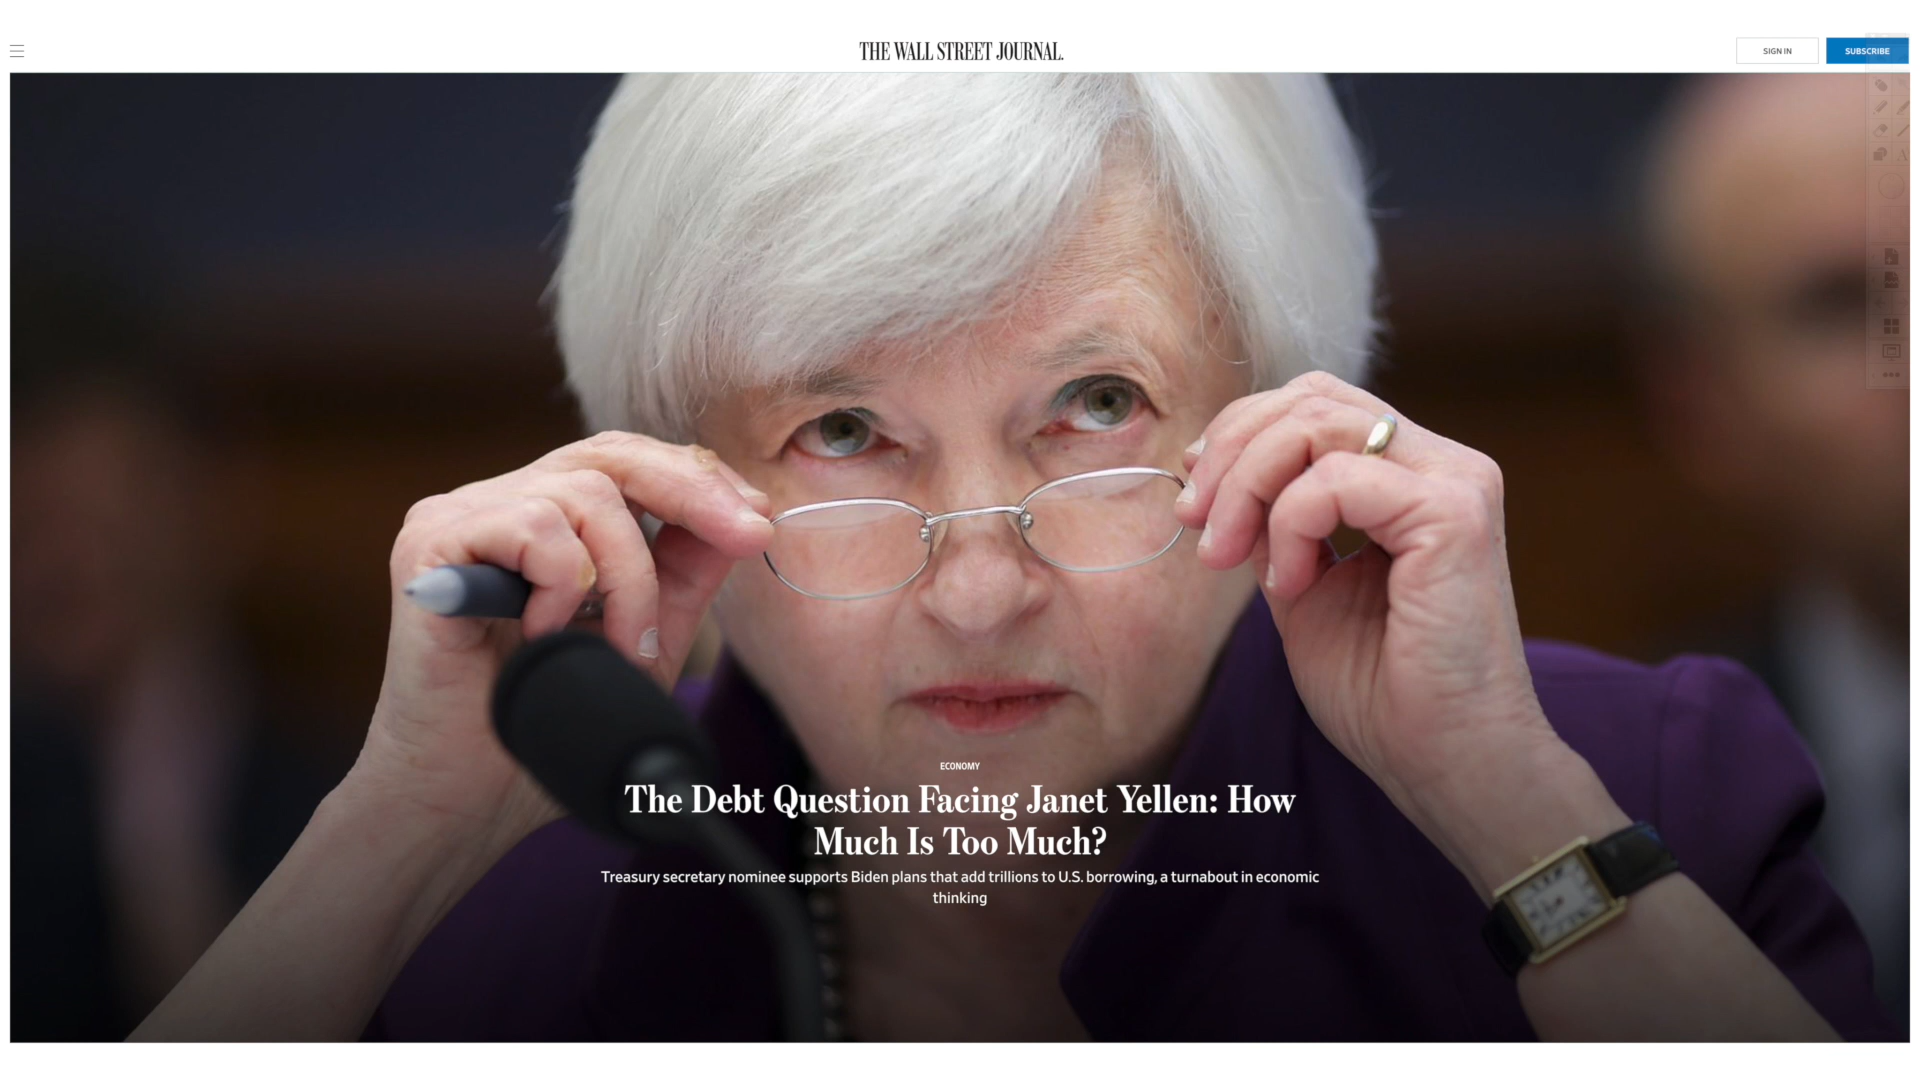 THE WALL STREET JOURNAL.
SIGN IN
SUBSCRIBE
ECONOMY
The Debt Question Facing Janet Yellen: How
Much Is Too Much?
Treasury secretary nominee supports Biden plans that add trillions to U.S. borrowing, a turnabout in economic
thinking